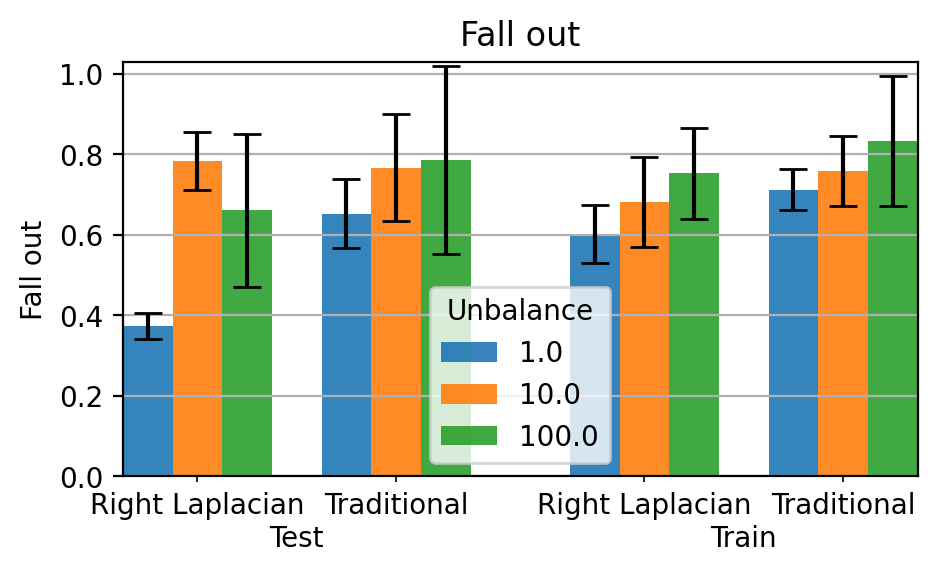 Fall out
Fall out
1.0
0.8
0.6
0.4
0.2
0.0
Unbalance
1.0
10.0
100.0
Right Laplacian Traditional Right Laplacian Traditional
Test Train